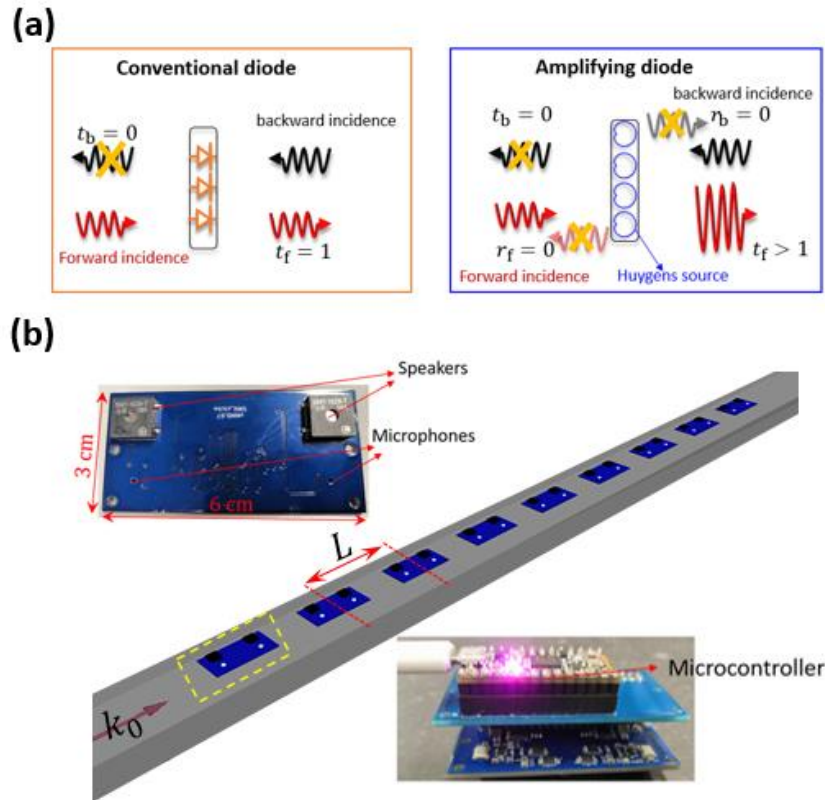 (a)
Conventional diode
t_b = 0
backward incidence
Forward incidence
t_f = 1
Amplifying diode
backward incidence
t_b = 0
r_b = 0
r_f = 0
t_f > 1
Forward incidence
Huygens source
(b)
Speakers
Microphones
3 cm
6 cm
L
Microcontroller
k_0